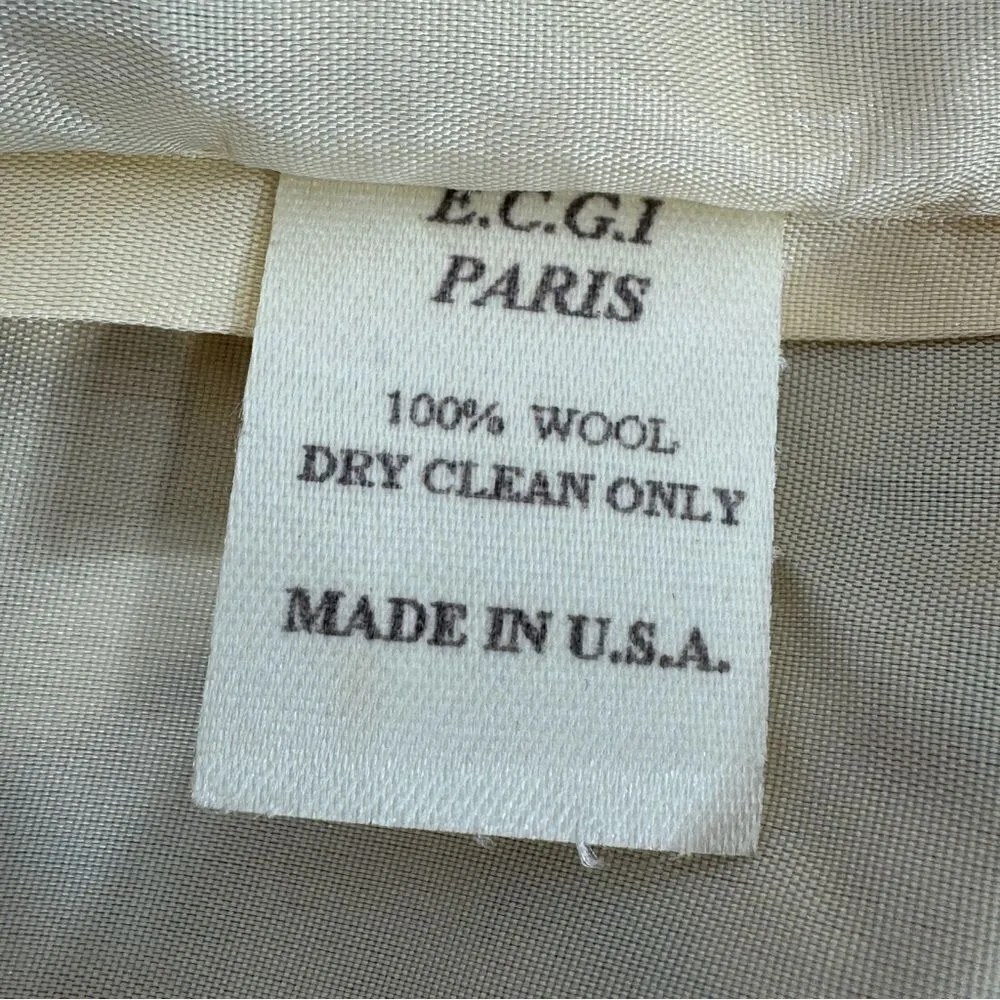 E.C.G.I
PARIS
100% WOOL
DRY CLEAN ONLY
MADE IN U.S.A.